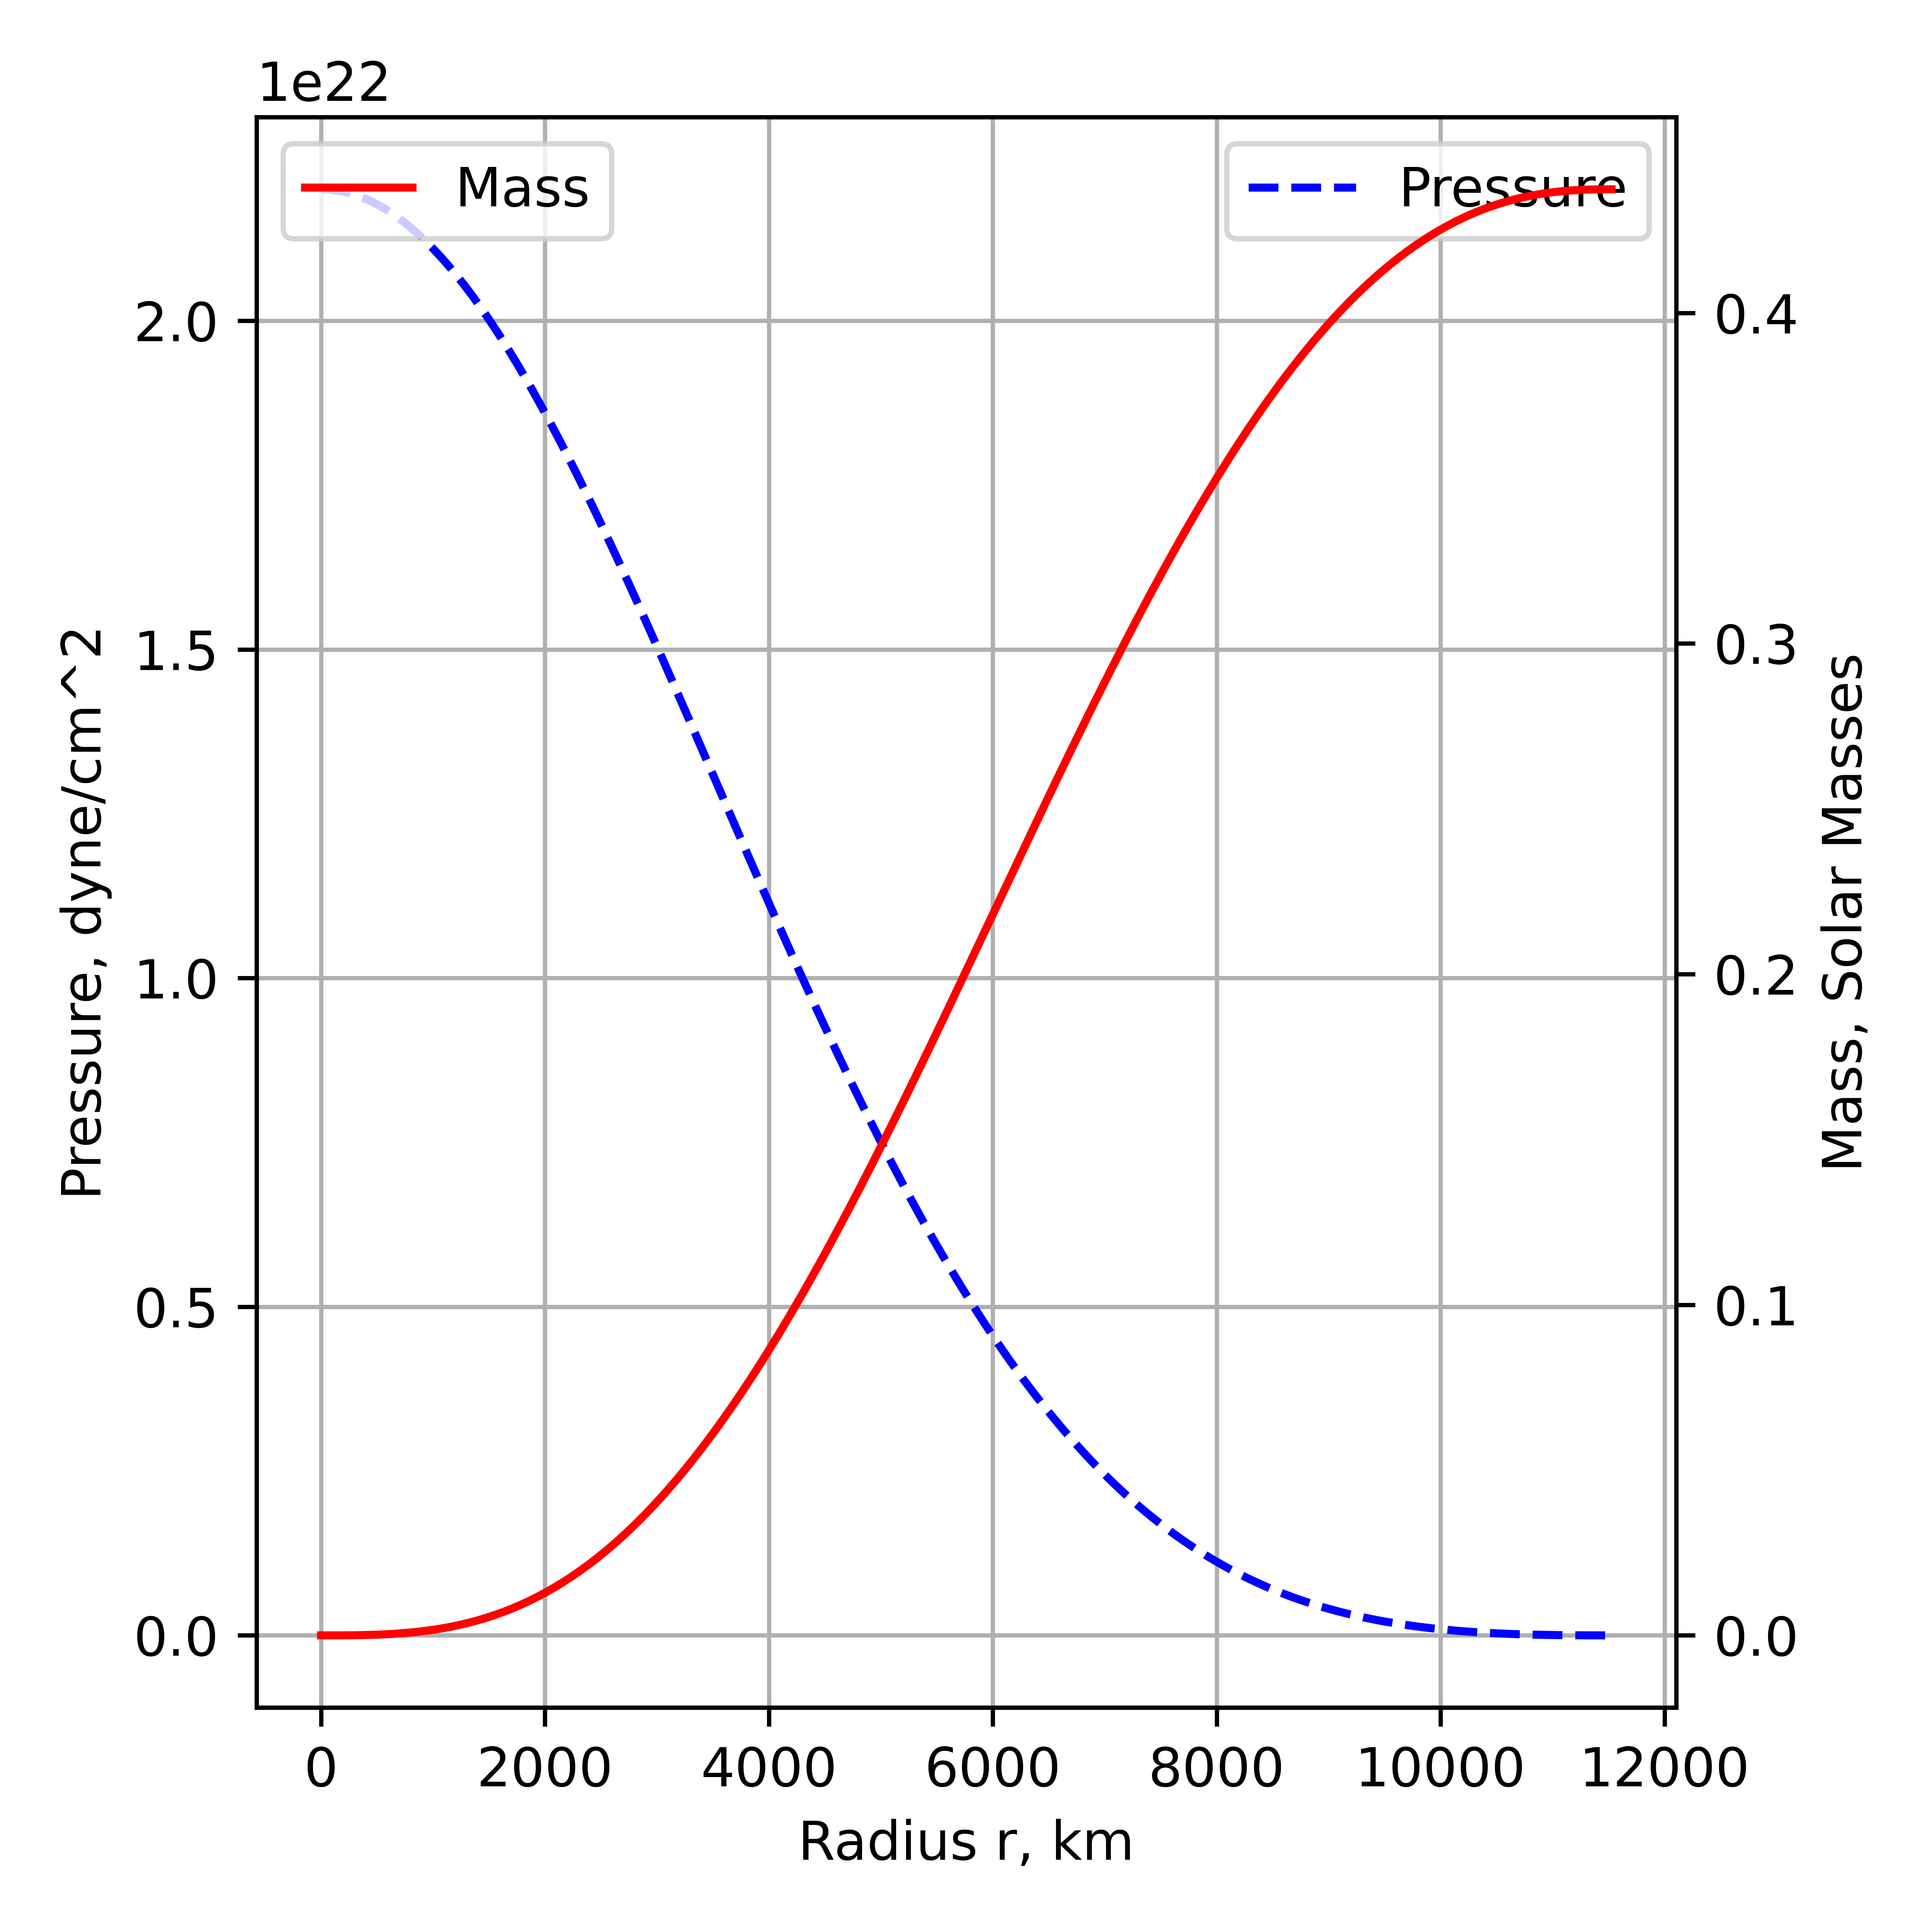 1e22
Mass
Pressure
2.0
1.5
1.0
0.5
0.0
Pressure, dyne/cm^2
0.4
0.3
0.2
0.1
0.0
Mass, Solar Masses
0 2000 4000 6000 8000 10000 12000
Radius r, km